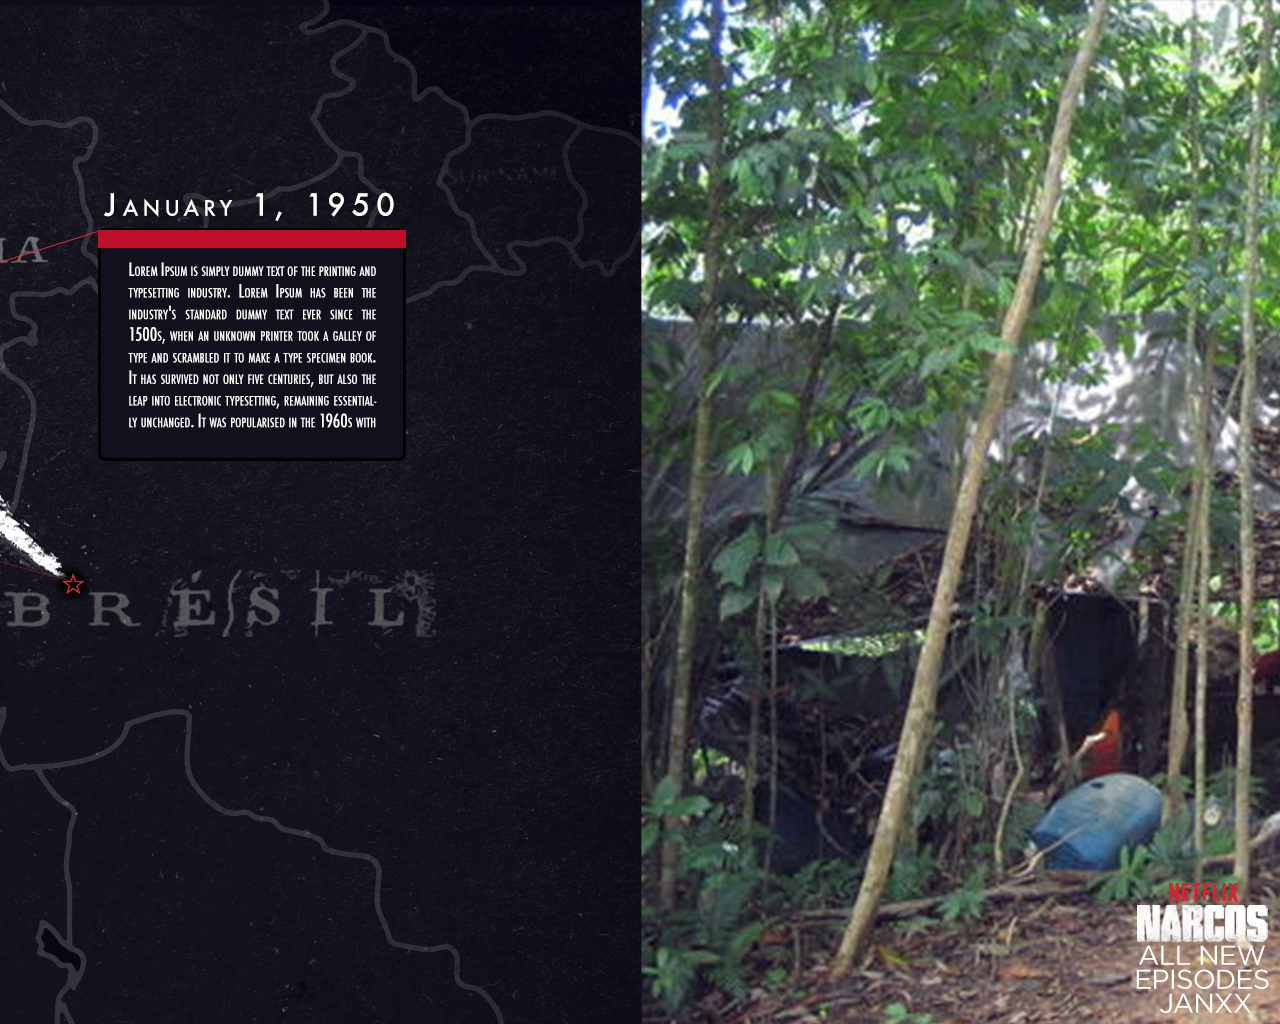 SURINAME
January 1, 1950
IA
Lorem Ipsum is simply dummy text of the printing and
typesetting industry. Lorem Ipsum has been the
industry's standard dummy text ever since the
1500s, when an unknown printer took a galley of
type and scrambled it to make a type specimen book.
It has survived not only five centuries, but also the
leap into electronic typesetting, remaining essential-
ly unchanged. It was popularised in the 1960s with
BRÉSIL
NETFLIX
NARCOS
ALL NEW
EPISODES
JANXX